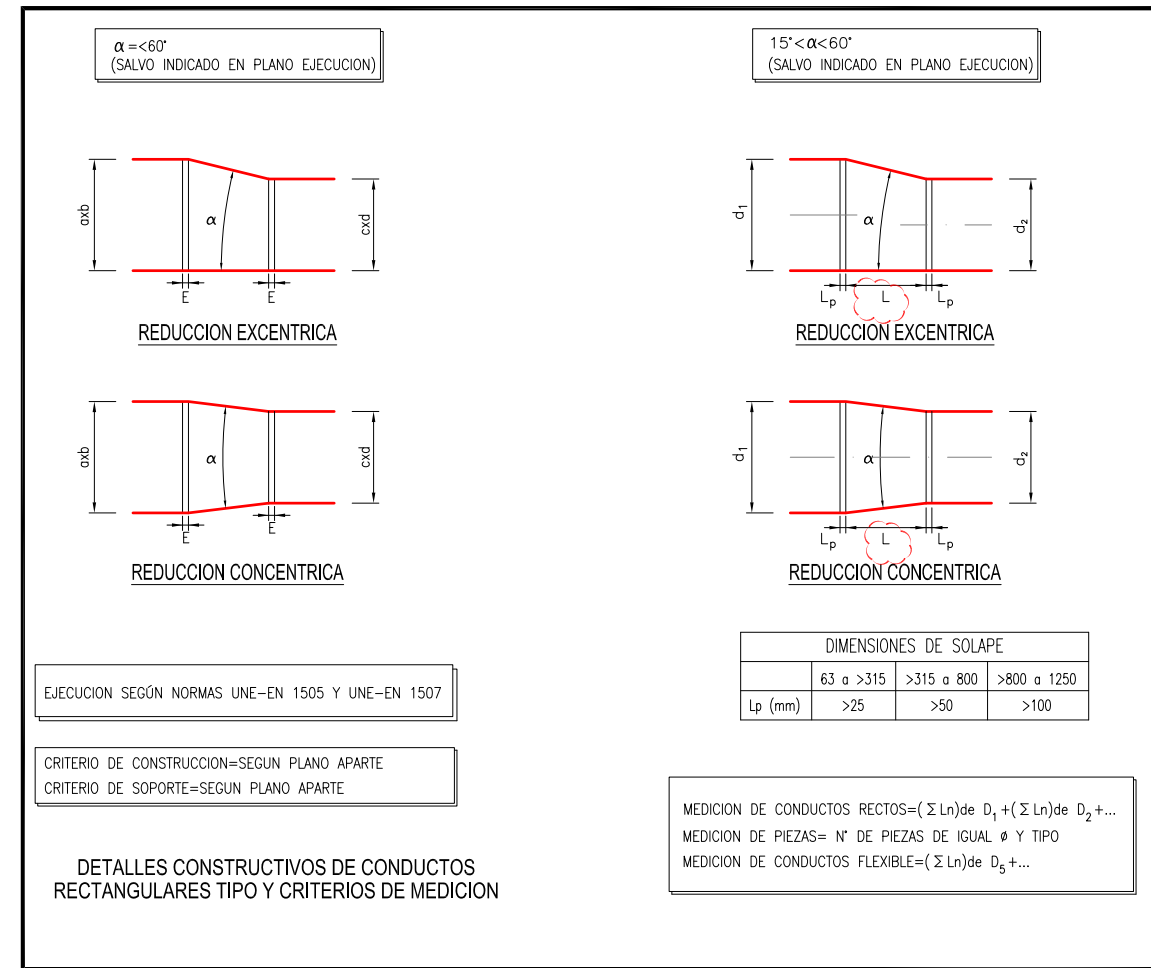 α =<60°
(SALVO INDICADO EN PLANO EJECUCION)
axb
α
cxd
E
E
REDUCCION EXCENTRICA
axb
α
cxd
E
E
REDUCCION CONCENTRICA
EJECUCION SEGÚN NORMAS UNE-EN 1505 Y UNE-EN 1507
CRITERIO DE CONSTRUCCION=SEGUN PLANO APARTE
CRITERIO DE SOPORTE=SEGUN PLANO APARTE
DETALLES CONSTRUCTIVOS DE CONDUCTOS
RECTANGULARES TIPO Y CRITERIOS DE MEDICION
15°<α<60°
(SALVO INDICADO EN PLANO EJECUCION)
d₁
α
d₂
Lp L Lp
REDUCCION EXCENTRICA
d₁
α
d₂
Lp L Lp
REDUCCION CONCENTRICA
DIMENSIONES DE SOLAPE
63 a >315 >315 a 800 >800 a 1250
Lp (mm) >25 >50 >100
MEDICION DE CONDUCTOS RECTOS=(Σ Ln)de D₁+(Σ Ln)de D₂+...
MEDICION DE PIEZAS= N° DE PIEZAS DE IGUAL ø Y TIPO
MEDICION DE CONDUCTOS FLEXIBLE=(Σ Ln)de D₅+...